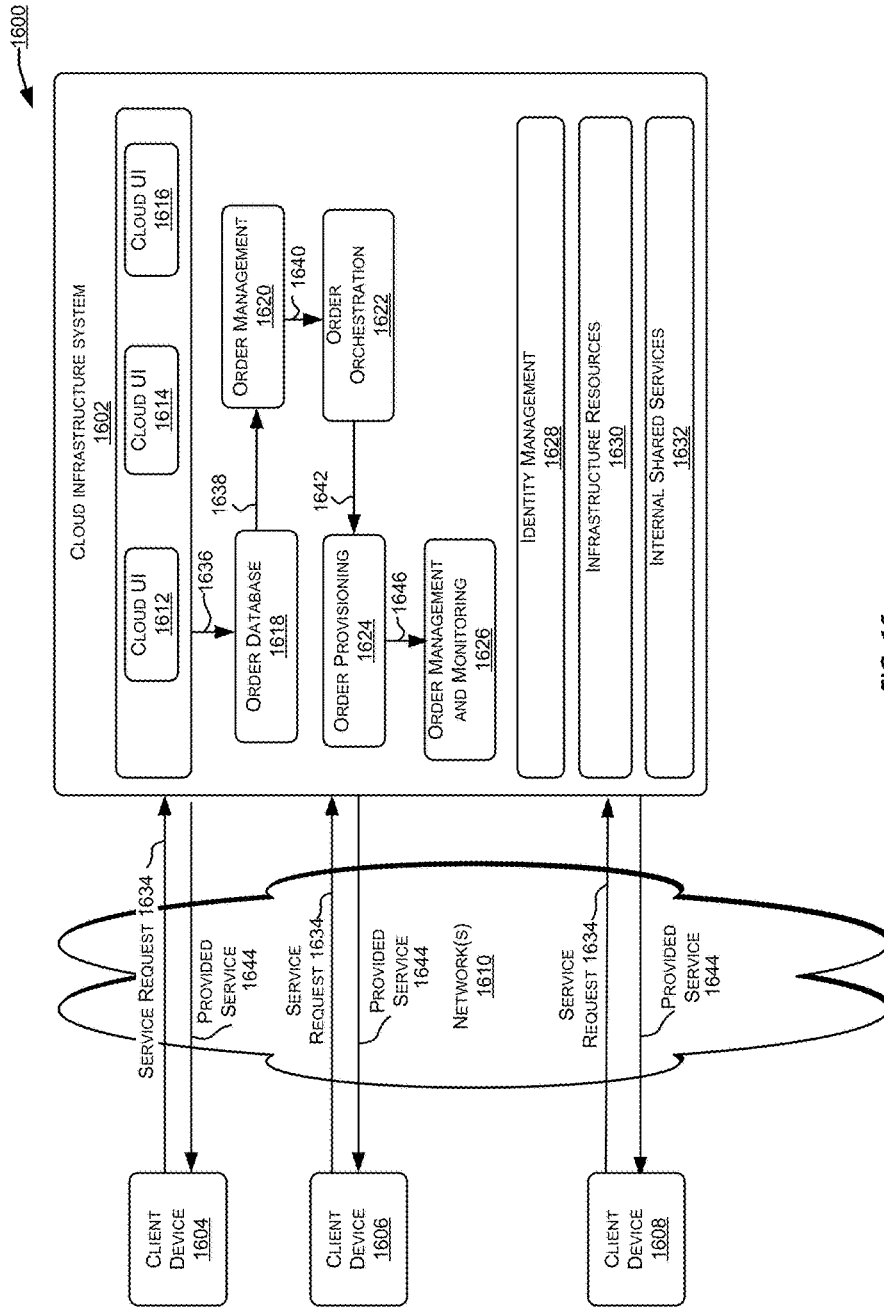 1600
CLOUD INFRASTRUCTURE SYSTEM
1602
CLOUD UI
1612
CLOUD UI
1614
CLOUD UI
1616
1636
ORDER DATABASE
1618
1638
ORDER MANAGEMENT
1620
1640
ORDER
ORCHESTRATION
1622
1642
ORDER PROVISIONING
1624
1646
ORDER MANAGEMENT
AND MONITORING
1626
IDENTITY MANAGEMENT
1628
INFRASTRUCTURE RESOURCES
1630
INTERNAL SHARED SERVICES
1632
CLIENT
DEVICE
1604
SERVICE REQUEST 1634
PROVIDED
SERVICE
1644
CLIENT
DEVICE
1606
SERVICE
REQUEST 1634
PROVIDED
SERVICE
1644
NETWORK(S)
1610
CLIENT
DEVICE
1608
SERVICE
REQUEST 1634
PROVIDED
SERVICE
1644